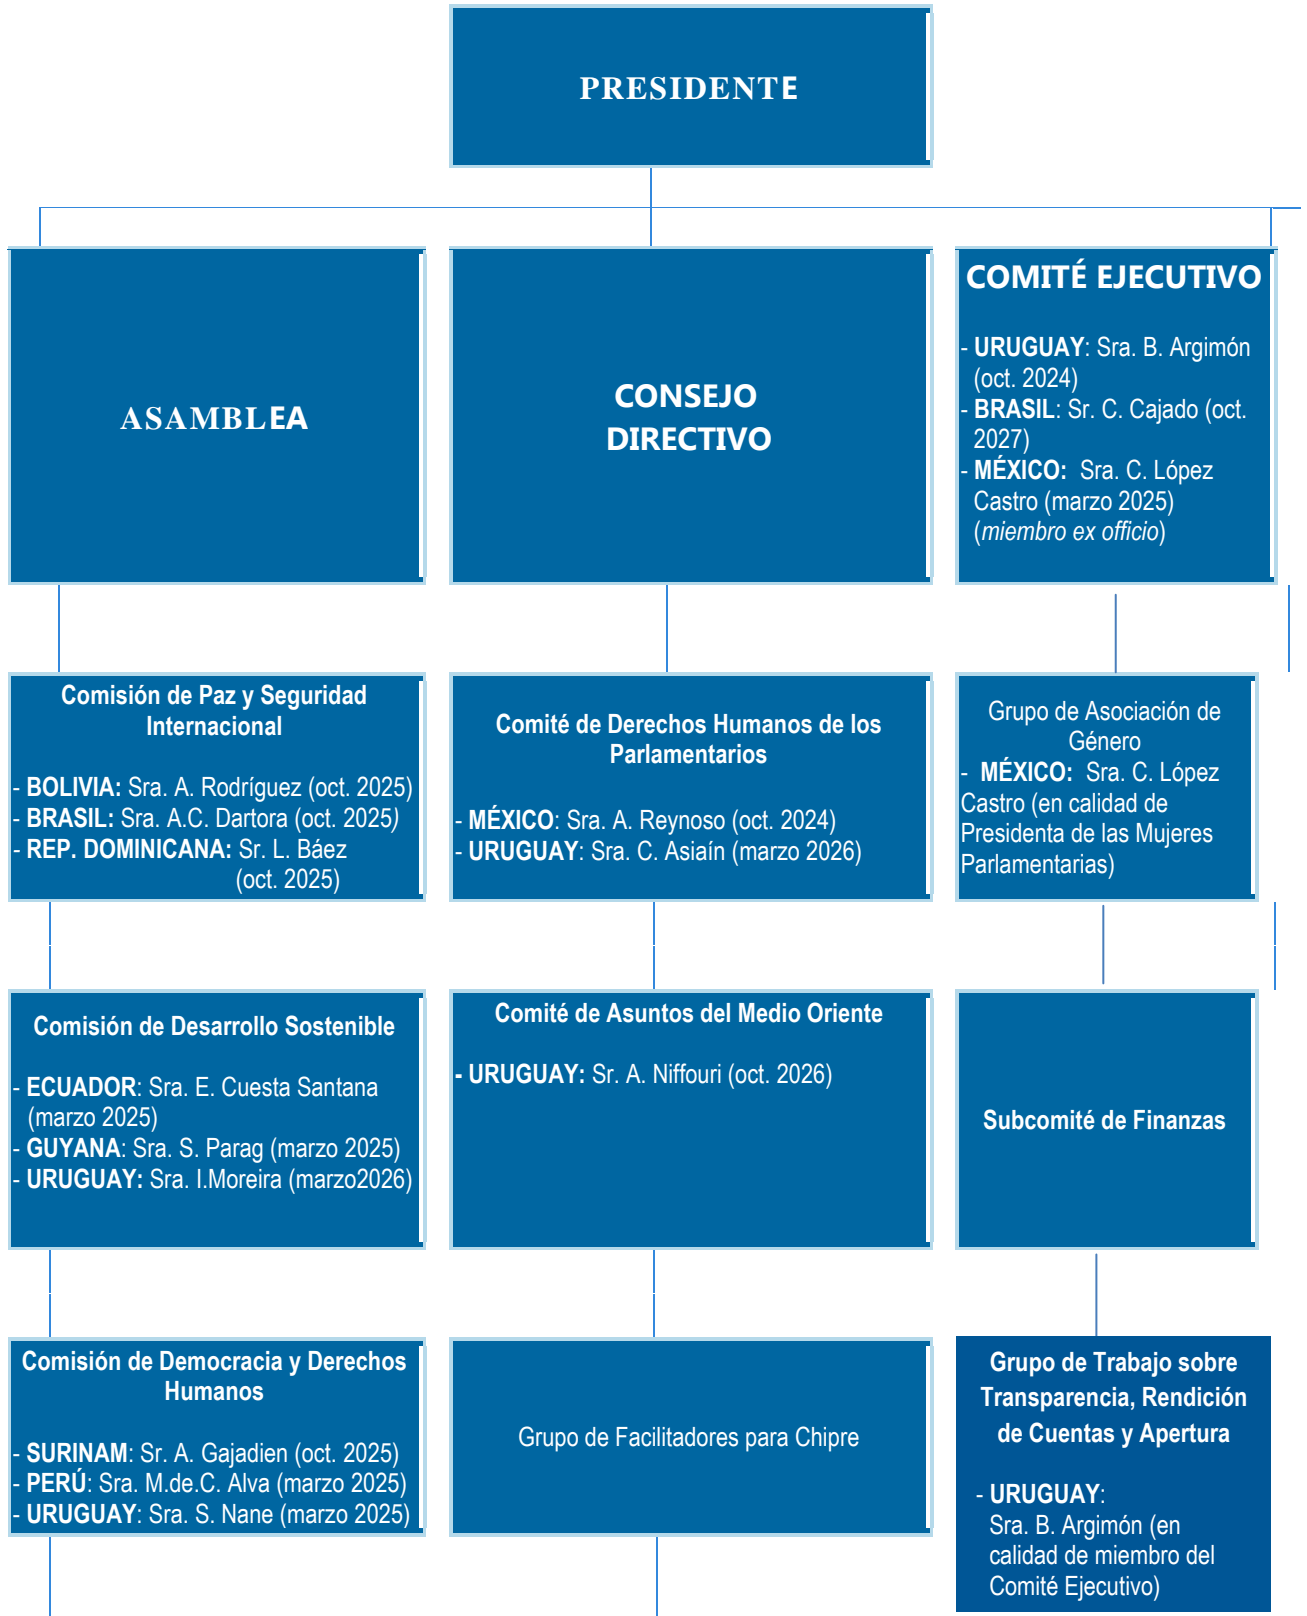 PRESIDENTE
ASAMBLEA
CONSEJO
DIRECTIVO
COMITÉ EJECUTIVO
- URUGUAY: Sra. B. Argimón
(oct. 2024)
- BRASIL: Sr. C. Cajado (oct.
2027)
- MÉXICO: Sra. C. López
Castro (marzo 2025)
(miembro ex officio)
Comisión de Paz y Seguridad
Internacional
- BOLIVIA: Sra. A. Rodríguez (oct. 2025)
- BRASIL: Sra. A.C. Dartora (oct. 2025)
- REP. DOMINICANA: Sr. L. Báez
(oct. 2025)
Comité de Derechos Humanos de los
Parlamentarios
- MÉXICO: Sra. A. Reynoso (oct. 2024)
- URUGUAY: Sra. C. Asiaín (marzo 2026)
Grupo de Asociación de
Género
- MÉXICO: Sra. C. López
Castro (en calidad de
Presidenta de las Mujeres
Parlamentarias)
Comisión de Desarrollo Sostenible
- ECUADOR: Sra. E. Cuesta Santana
(marzo 2025)
- GUYANA: Sra. S. Parag (marzo 2025)
- URUGUAY: Sra. I.Moreira (marzo2026)
Comité de Asuntos del Medio Oriente
- URUGUAY: Sr. A. Niffouri (oct. 2026)
Subcomité de Finanzas
Comisión de Democracia y Derechos
Humanos
- SURINAM: Sr. A. Gajadien (oct. 2025)
- PERÚ: Sra. M.de.C. Alva (marzo 2025)
- URUGUAY: Sra. S. Nane (marzo 2025)
Grupo de Facilitadores para Chipre
Grupo de Trabajo sobre
Transparencia, Rendición
de Cuentas y Apertura
- URUGUAY:
Sra. B. Argimón (en
calidad de miembro del
Comité Ejecutivo)